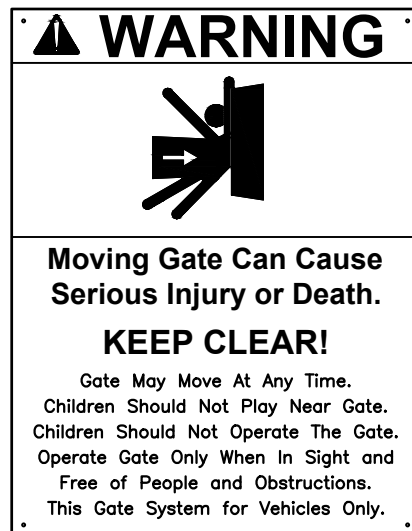 WARNING
Moving Gate Can Cause
Serious Injury or Death.
KEEP CLEAR!
Gate May Move At Any Time.
Children Should Not Play Near Gate.
Children Should Not Operate The Gate.
Operate Gate Only When In Sight and
Free of People and Obstructions.
This Gate System for Vehicles Only.